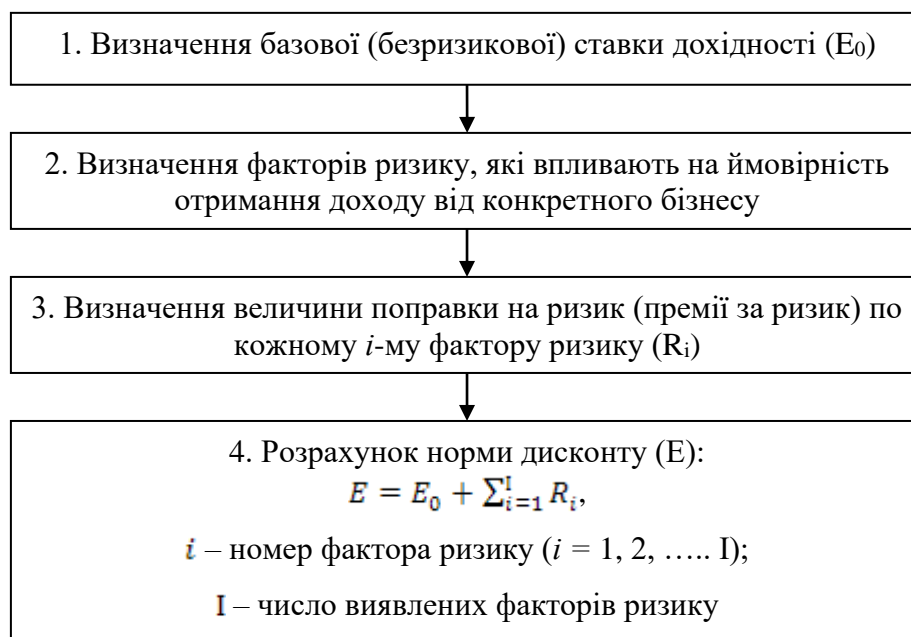 1. Визначення базової (безризикової) ставки дохідності (E₀)
2. Визначення факторів ризику, які впливають на ймовірність
отримання доходу від конкретного бізнесу
3. Визначення величини поправки на ризик (премії за ризик) по
кожному i-му фактору ризику (Rᵢ)
4. Розрахунок норми дисконту (E):
E = E₀ + ∑ᴵᵢ₌₁ Rᵢ,
i – номер фактора ризику (i = 1, 2, ….. I);
I – число виявлених факторів ризику